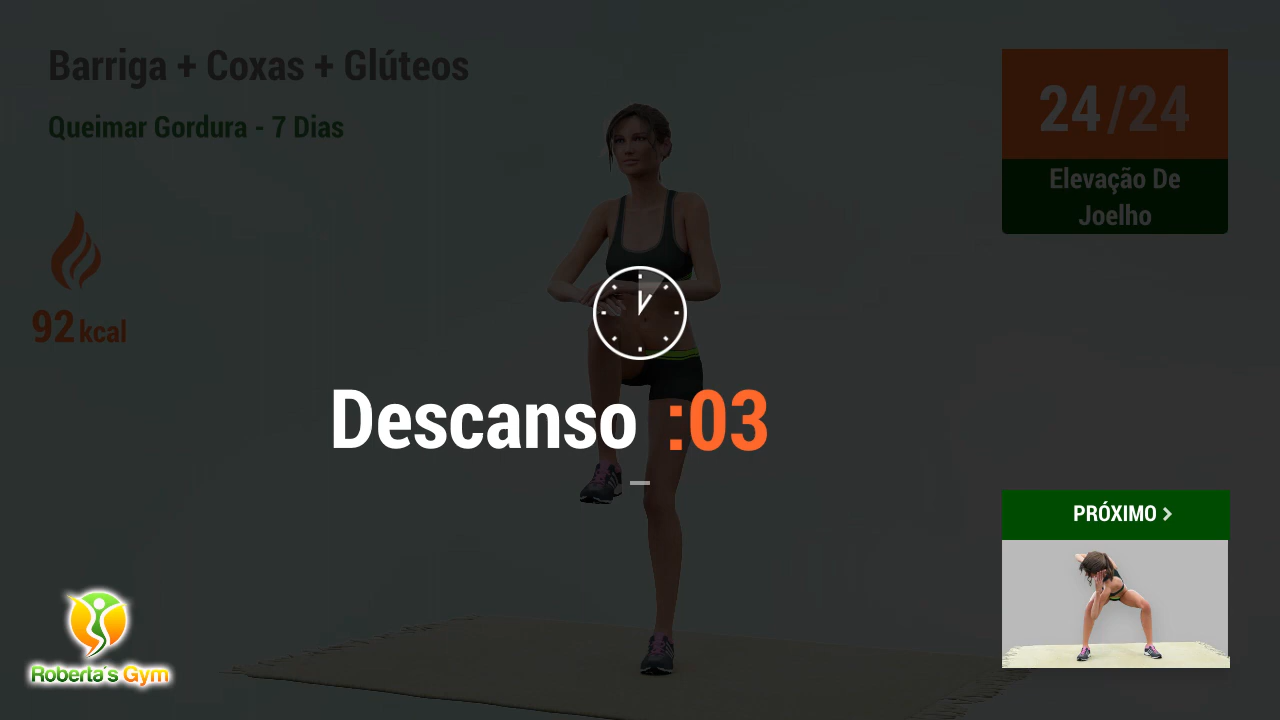 Barriga + Coxas + Glúteos
Queimar Gordura - 7 Dias
24/24
Elevação De
Joelho
92 kcal
Descanso :03
PRÓXIMO >
Roberta´s Gym